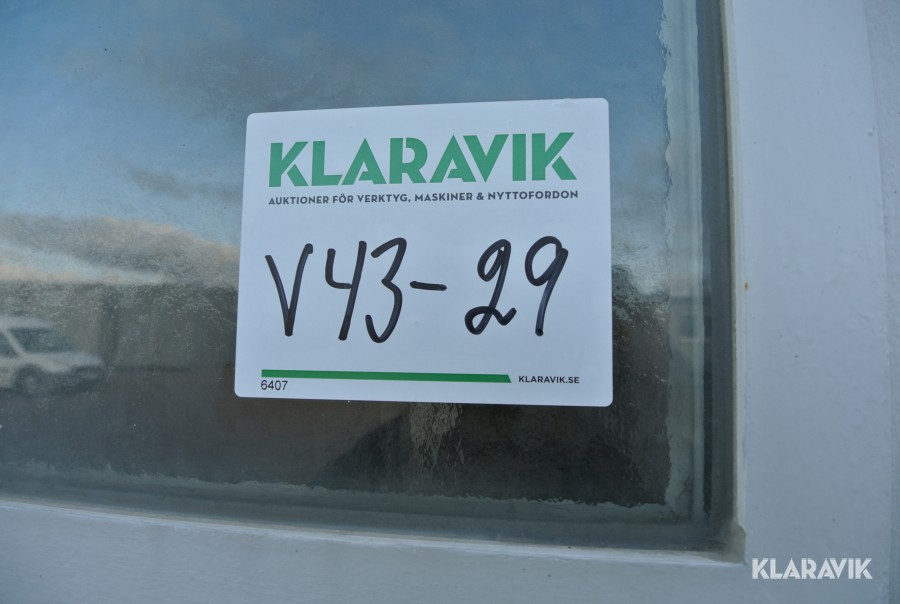 KLARAVIK
AUKTIONER FÖR VERKTYG, MASKINER & NYTTOFORDON
V43-29
6407
KLARAVIK.SE
KLARAVIK